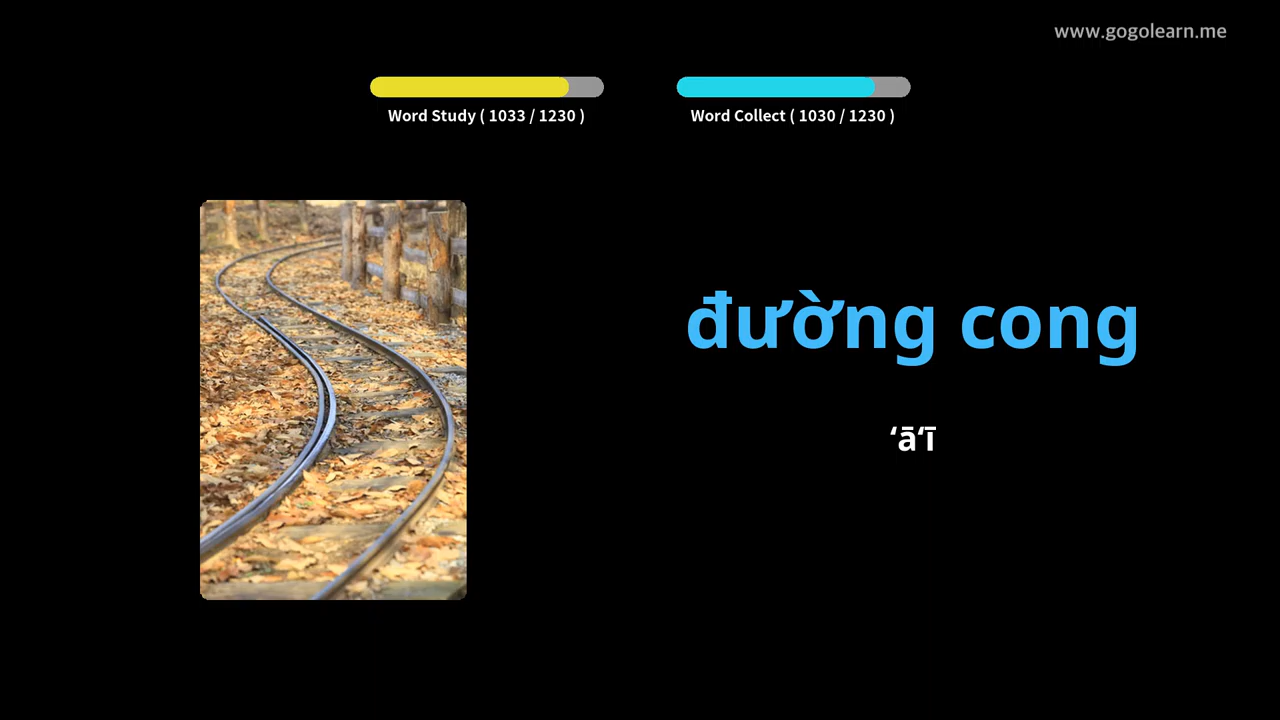 www.gogolearn.me
Word Study ( 1033 / 1230 )
Word Collect ( 1030 / 1230 )
đường cong
ʻāʻī